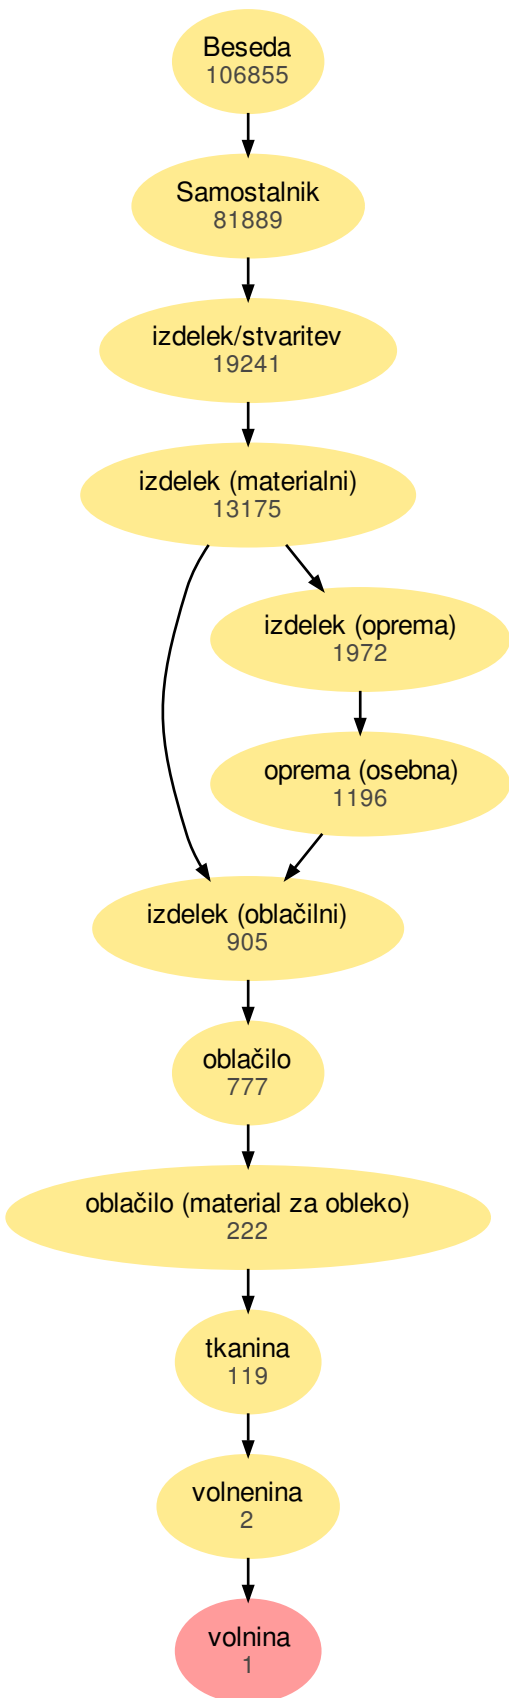 Beseda
106855
Samostalnik
81889
izdelek/stvaritev
19241
izdelek (materialni)
13175
izdelek (oprema)
1972
oprema (osebna)
1196
izdelek (oblačilni)
905
oblačilo
777
oblačilo (material za obleko)
222
tkanina
119
volnenina
2
volnina
1